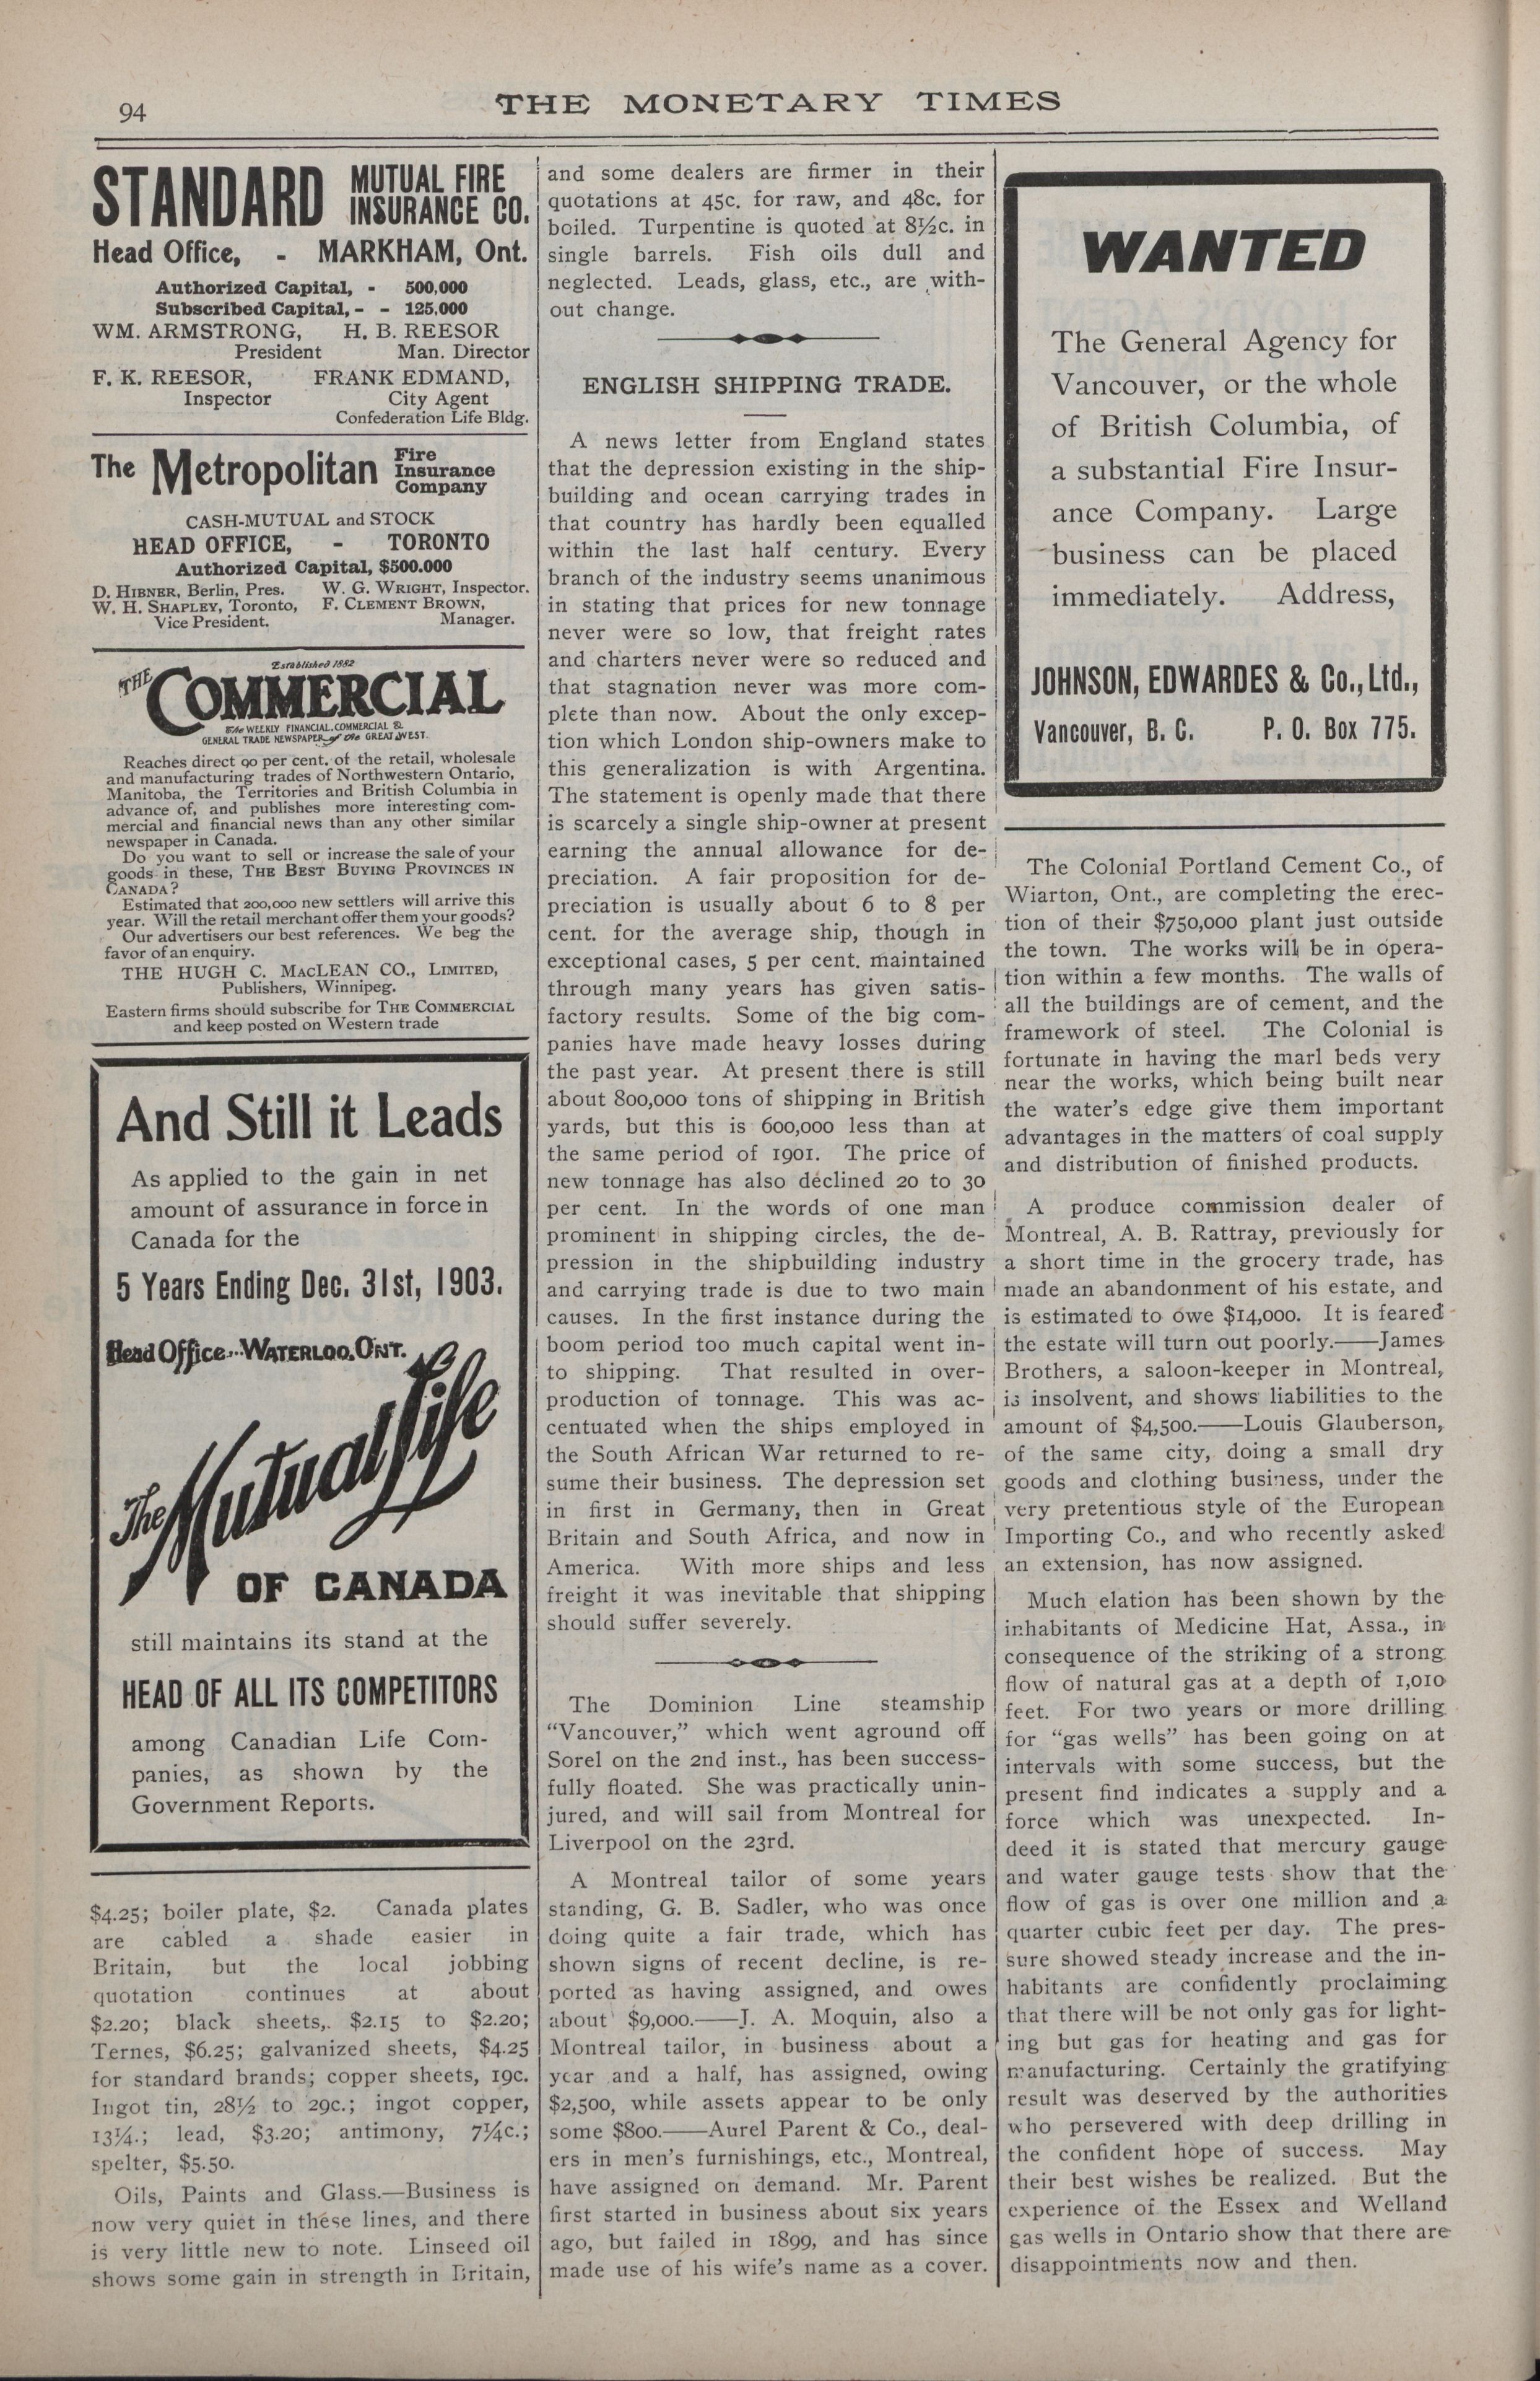 94
THE MONETARY TIMES
STANDARD MUTUAL FIRE
INSURANCE CO.
Head Office, - MARKHAM, Ont.
Authorized Capital, - 500,000
Subscribed Capital, - - 125,000
WM. ARMSTRONG, H. B. REESOR
President Man. Director
F. K. REESOR, FRANK EDMAND,
Inspector City Agent
Confederation Life Bldg.
The Metropolitan Fire
Insurance
Company
CASH-MUTUAL and STOCK
HEAD OFFICE, - TORONTO
Authorized Capital, $500.000
D. HIBNER, Berlin, Pres. W. G. WRIGHT, Inspector.
W. H. SHAPLEY, Toronto, F. CLEMENT BROWN,
Vice President. Manager.
Established 1882
THE COMMERCIAL
The WEEKLY FINANCIAL, COMMERCIAL &
GENERAL TRADE NEWSPAPER of the GREAT WEST.
Reaches direct 90 per cent. of the retail, wholesale
and manufacturing trades of Northwestern Ontario,
Manitoba, the Territories and British Columbia in
advance of, and publishes more interesting com-
mercial and financial news than any other similar
newspaper in Canada.
Do you want to sell or increase the sale of your
goods in these, THE BEST BUYING PROVINCES IN
CANADA?
Estimated that 200,000 new settlers will arrive this
year. Will the retail merchant offer them your goods?
Our advertisers our best references. We beg the
favor of an enquiry.
THE HUGH C. MACLEAN CO., LIMITED,
Publishers, Winnipeg.
Eastern firms should subscribe for THE COMMERCIAL
and keep posted on Western trade
And Still it Leads
As applied to the gain in net
amount of assurance in force in
Canada for the
5 Years Ending Dec. 31st, 1903.
Head Office... WATERLOO, ONT.
The Mutual Life
OF CANADA
still maintains its stand at the
HEAD OF ALL ITS COMPETITORS
among Canadian Life Com-
panies, as shown by the
Government Reports.
$4.25; boiler plate, $2. Canada plates
are cabled a shade easier in
Britain, but the local jobbing
quotation continues at about
$2.20; black sheets,. $2.15 to $2.20;
Ternes, $6.25; galvanized sheets, $4.25
for standard brands; copper sheets, 19c.
Ingot tin, 28½ to 29c.; ingot copper,
13¼.; lead, $3.20; antimony, 7¼c.;
spelter, $5.50.
Oils, Paints and Glass.—Business is
now very quiet in these lines, and there
is very little new to note. Linseed oil
shows some gain in strength in Britain,
and some dealers are firmer in their
quotations at 45c. for raw, and 48c. for
boiled. Turpentine is quoted at 8½c. in
single barrels. Fish oils dull and
neglected. Leads, glass, etc., are with-
out change.
ENGLISH SHIPPING TRADE.
A news letter from England states
that the depression existing in the ship-
building and ocean carrying trades in
that country has hardly been equalled
within the last half century. Every
branch of the industry seems unanimous
in stating that prices for new tonnage
never were so low, that freight rates
and charters never were so reduced and
that stagnation never was more com-
plete than now. About the only excep-
tion which London ship-owners make to
this generalization is with Argentina.
The statement is openly made that there
is scarcely a single ship-owner at present
earning the annual allowance for de-
preciation. A fair proposition for de-
preciation is usually about 6 to 8 per
cent. for the average ship, though in
exceptional cases, 5 per cent. maintained
through many years has given satis-
factory results. Some of the big com-
panies have made heavy losses during
the past year. At present there is still
about 800,000 tons of shipping in British
yards, but this is 600,000 less than at
the same period of 1901. The price of
new tonnage has also declined 20 to 30
per cent. In the words of one man
prominent in shipping circles, the de-
pression in the shipbuilding industry
and carrying trade is due to two main
causes. In the first instance during the
boom period too much capital went in-
to shipping. That resulted in over-
production of tonnage. This was ac-
centuated when the ships employed in
the South African War returned to re-
sume their business. The depression set
in first in Germany, then in Great
Britain and South Africa, and now in
America. With more ships and less
freight it was inevitable that shipping
should suffer severely.
The Dominion Line steamship
“Vancouver,” which went aground off
Sorel on the 2nd inst., has been success-
fully floated. She was practically unin-
jured, and will sail from Montreal for
Liverpool on the 23rd.
A Montreal tailor of some years
standing, G. B. Sadler, who was once
doing quite a fair trade, which has
shown signs of recent decline, is re-
ported as having assigned, and owes
about $9,000.——J. A. Moquin, also a
Montreal tailor, in business about a
year and a half, has assigned, owing
$2,500, while assets appear to be only
some $800.——Aurel Parent & Co., deal-
ers in men's furnishings, etc., Montreal,
have assigned on demand. Mr. Parent
first started in business about six years
ago, but failed in 1899, and has since
made use of his wife's name as a cover.
WANTED
The General Agency for
Vancouver, or the whole
of British Columbia, of
a substantial Fire Insur-
ance Company. Large
business can be placed
immediately. Address,
JOHNSON, EDWARDES & Co., Ltd.,
Vancouver, B. C. P. O. Box 775.
The Colonial Portland Cement Co., of
Wiarton, Ont., are completing the erec-
tion of their $750,000 plant just outside
the town. The works will be in opera-
tion within a few months. The walls of
all the buildings are of cement, and the
framework of steel. The Colonial is
fortunate in having the marl beds very
near the works, which being built near
the water's edge give them important
advantages in the matters of coal supply
and distribution of finished products.
A produce commission dealer of
Montreal, A. B. Rattray, previously for
a short time in the grocery trade, has
made an abandonment of his estate, and
is estimated to owe $14,000. It is feared
the estate will turn out poorly.——James
Brothers, a saloon-keeper in Montreal,
is insolvent, and shows liabilities to the
amount of $4,500.——Louis Glauberson,
of the same city, doing a small dry
goods and clothing business, under the
very pretentious style of the European
Importing Co., and who recently asked
an extension, has now assigned.
Much elation has been shown by the
inhabitants of Medicine Hat, Assa., in
consequence of the striking of a strong
flow of natural gas at a depth of 1,010
feet. For two years or more drilling
for “gas wells” has been going on at
intervals with some success, but the
present find indicates a supply and a
force which was unexpected. In-
deed it is stated that mercury gauge
and water gauge tests show that the
flow of gas is over one million and a
quarter cubic feet per day. The pres-
sure showed steady increase and the in-
habitants are confidently proclaiming
that there will be not only gas for light-
ing but gas for heating and gas for
manufacturing. Certainly the gratifying
result was deserved by the authorities
who persevered with deep drilling in
the confident hope of success. May
their best wishes be realized. But the
experience of the Essex and Welland
gas wells in Ontario show that there are
disappointments now and then.